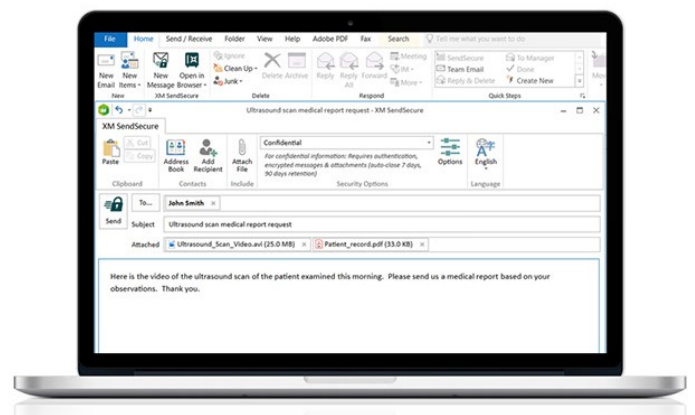 File Home Send / Receive Folder View Help Adobe PDF Fax Search Tell me what you want to do
New Email New Items New Message Open in Browser Ignore Clean Up Junk Delete Archive Reply Reply All Forward Meeting IM More XM SendSecure Team Email Reply & Delete To Manager Done Create New
New XM SendSecure Delete Respond Quick Steps
Ultrasound scan medical report request - XM SendSecure
XM SendSecure
Paste Cut Copy Address Book Add Recipient Attach File Confidential
For confidential information: Requires authentication,
encrypted messages & attachments (auto-close 7 days,
90 days retention)
Options English
Clipboard Contacts Include Security Options Language
Send To... John Smith
Subject Ultrasound scan medical report request
Attached Ultrasound_Scan_Video.avi (25.0 MB) Patient_record.pdf (33.0 KB)
Here is the video of the ultrasound scan of the patient examined this morning. Please send us a medical report based on your
observations. Thank you.